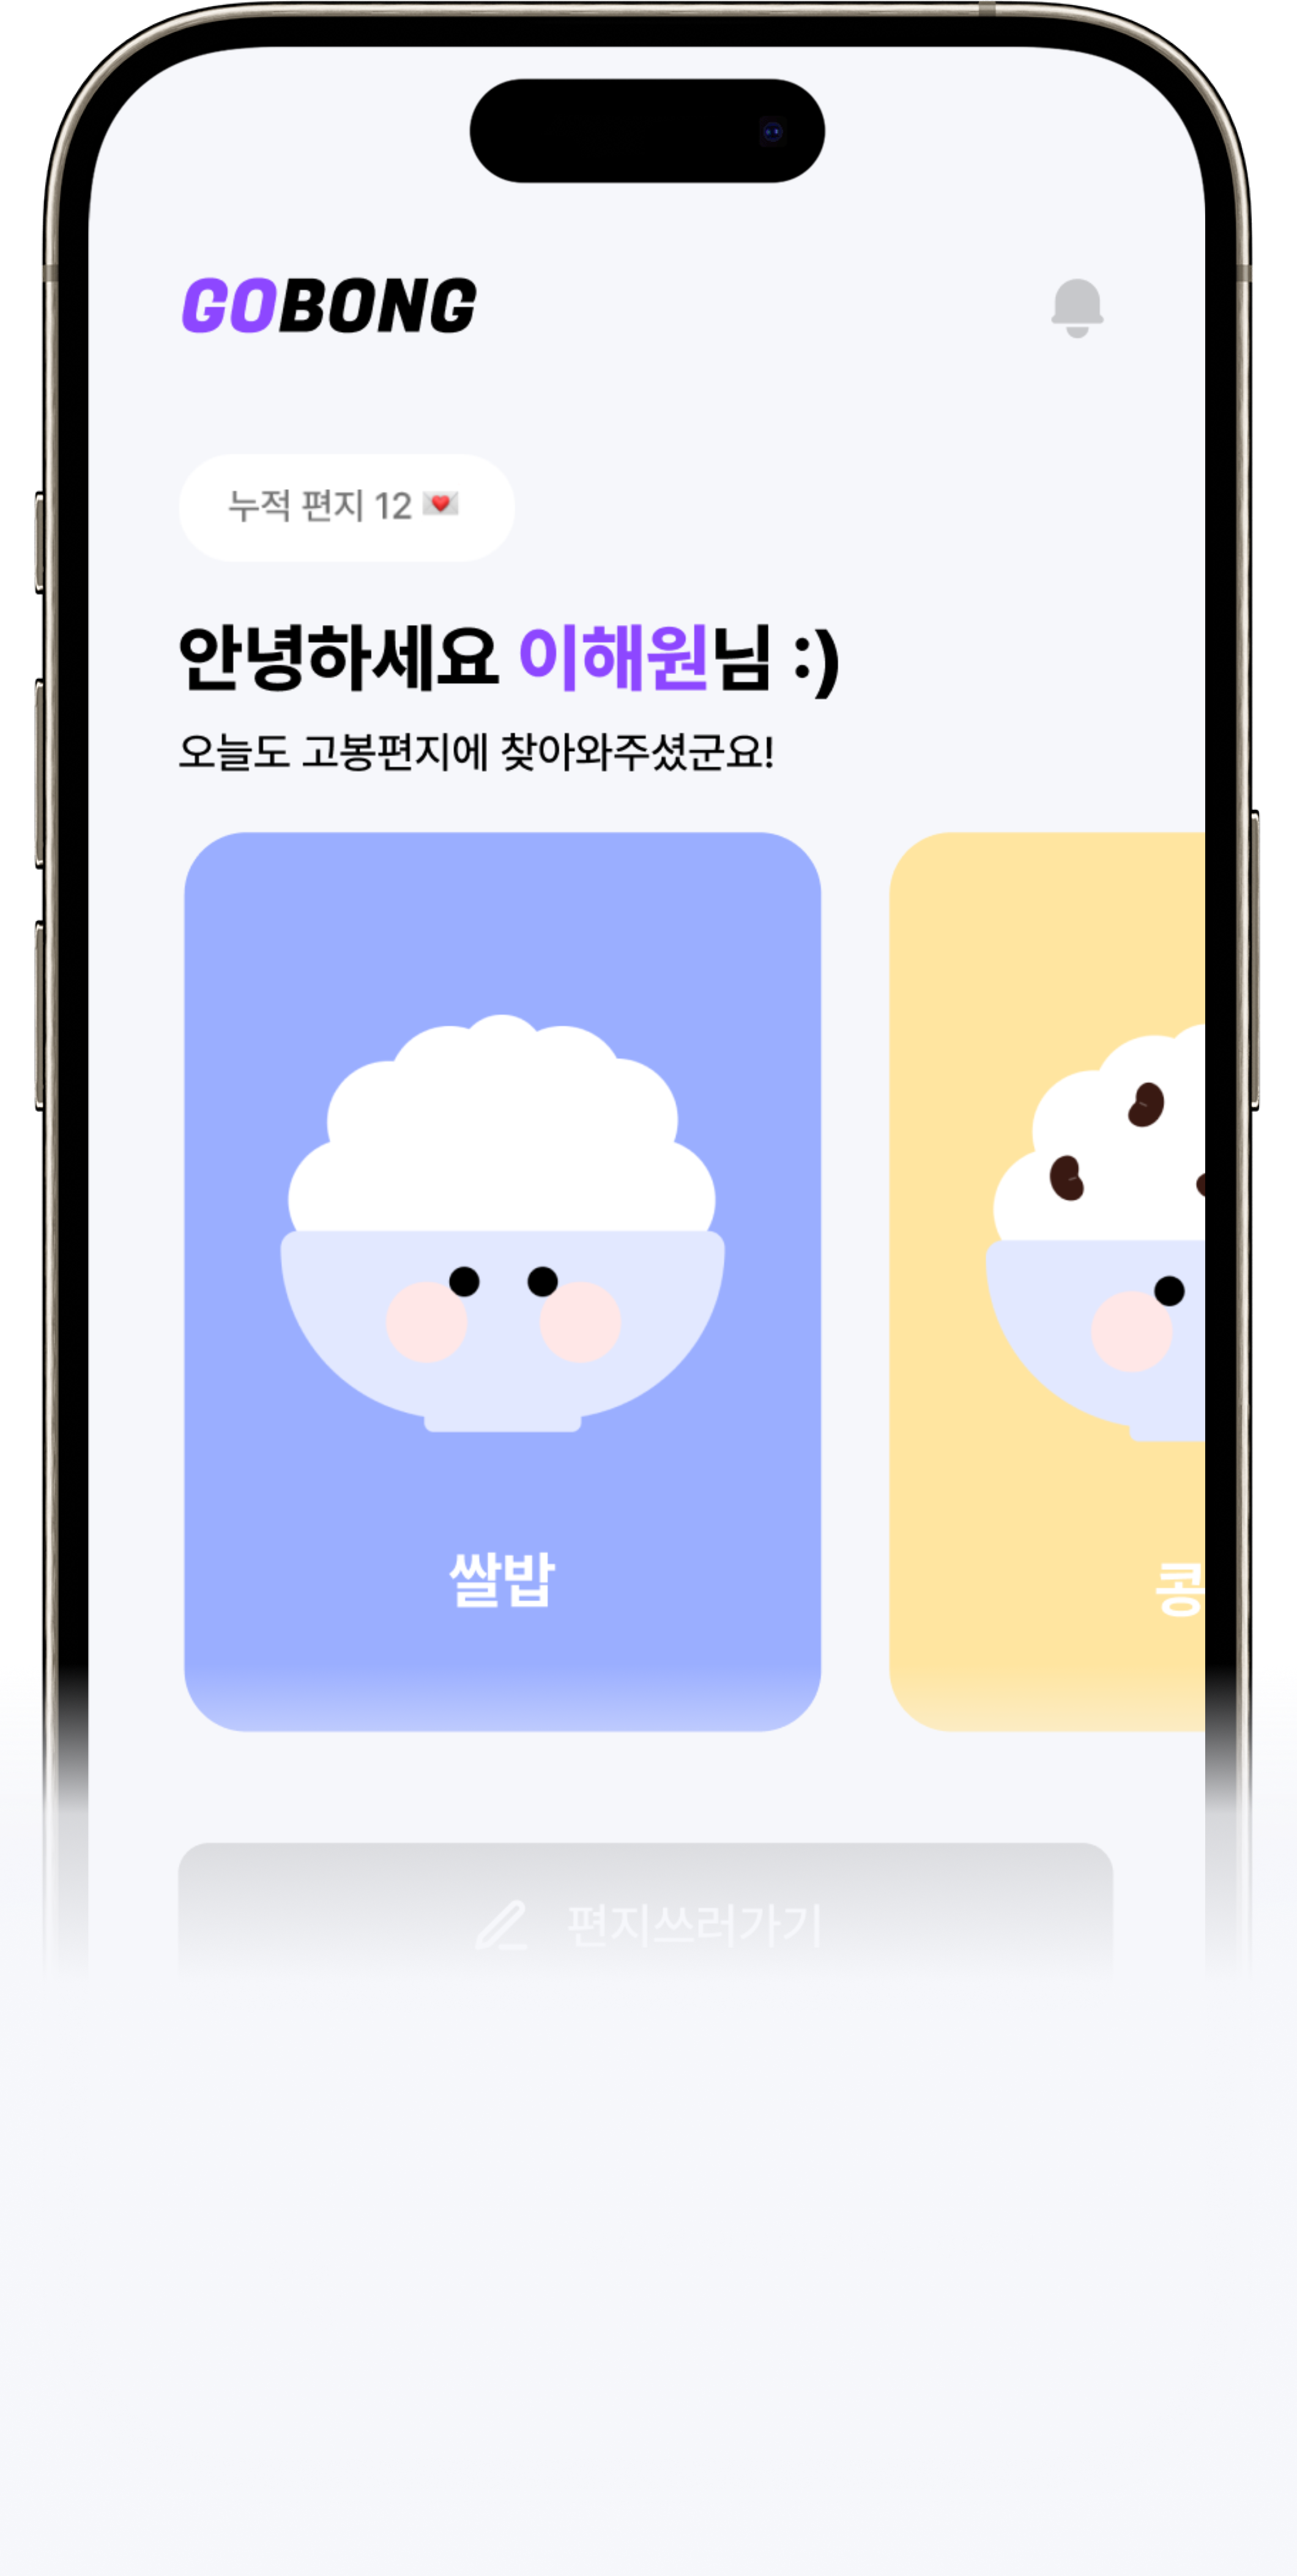 GOBONG
누적 편지 12 💌
안녕하세요 이해원님 :)
오늘도 고봉편지에 찾아와주셨군요!
쌀밥
콩
편지쓰러가기